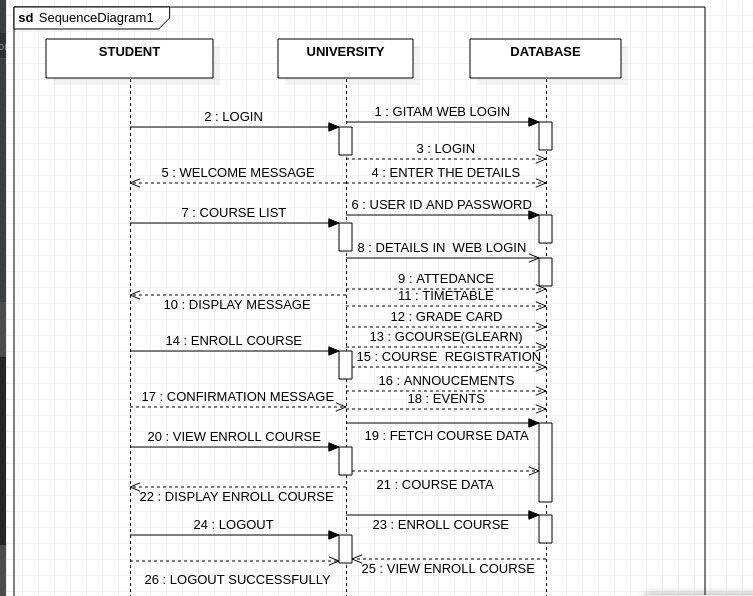 sd SequenceDiagram1
STUDENT
UNIVERSITY
DATABASE
1 : GITAM WEB LOGIN
2 : LOGIN
3 : LOGIN
5 : WELCOME MESSAGE
4 : ENTER THE DETAILS
6 : USER ID AND PASSWORD
7 : COURSE LIST
8 : DETAILS IN  WEB LOGIN
9 : ATTEDANCE
10 : DISPLAY MESSAGE
11 : TIMETABLE
12 : GRADE CARD
13 : GCOURSE(GLEARN)
14 : ENROLL COURSE
15 : COURSE  REGISTRATION
16 : ANNOUCEMENTS
17 : CONFIRMATION MESSAGE
18 : EVENTS
20 : VIEW ENROLL COURSE
19 : FETCH COURSE DATA
21 : COURSE DATA
22 : DISPLAY ENROLL COURSE
24 : LOGOUT
23 : ENROLL COURSE
25 : VIEW ENROLL COURSE
26 : LOGOUT SUCCESSFULLY